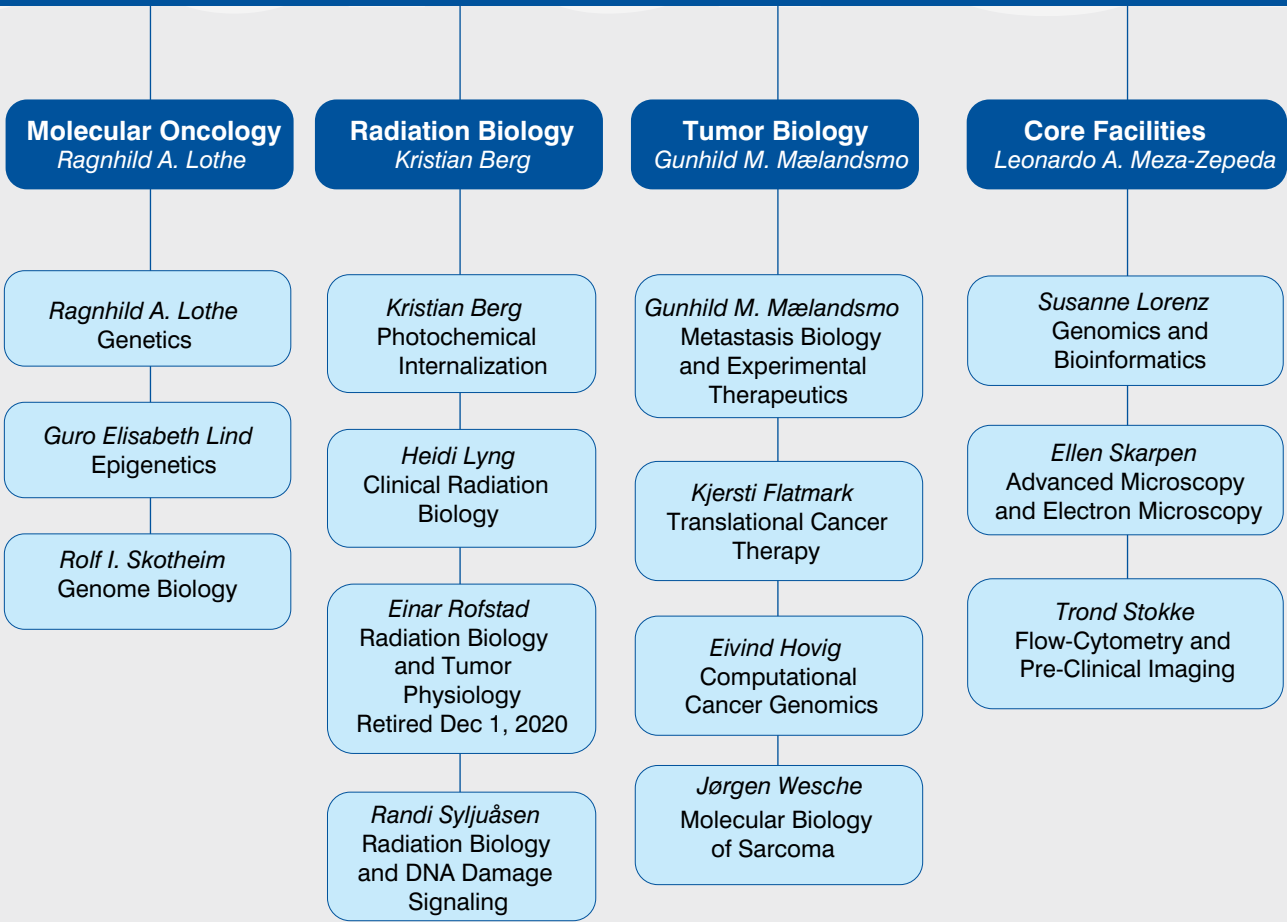 Molecular Oncology
Ragnhild A. Lothe
Ragnhild A. Lothe
Genetics
Guro Elisabeth Lind
Epigenetics
Rolf I. Skotheim
Genome Biology
Radiation Biology
Kristian Berg
Kristian Berg
Photochemical
Internalization
Heidi Lyng
Clinical Radiation
Biology
Einar Rofstad
Radiation Biology
and Tumor
Physiology
Retired Dec 1, 2020
Randi Syljuåsen
Radiation Biology
and DNA Damage
Signaling
Tumor Biology
Gunhild M. Mælandsmo
Gunhild M. Mælandsmo
Metastasis Biology
and Experimental
Therapeutics
Kjersti Flatmark
Translational Cancer
Therapy
Eivind Hovig
Computational
Cancer Genomics
Jørgen Wesche
Molecular Biology
of Sarcoma
Core Facilities
Leonardo A. Meza-Zepeda
Susanne Lorenz
Genomics and
Bioinformatics
Ellen Skarpen
Advanced Microscopy
and Electron Microscopy
Trond Stokke
Flow-Cytometry and
Pre-Clinical Imaging